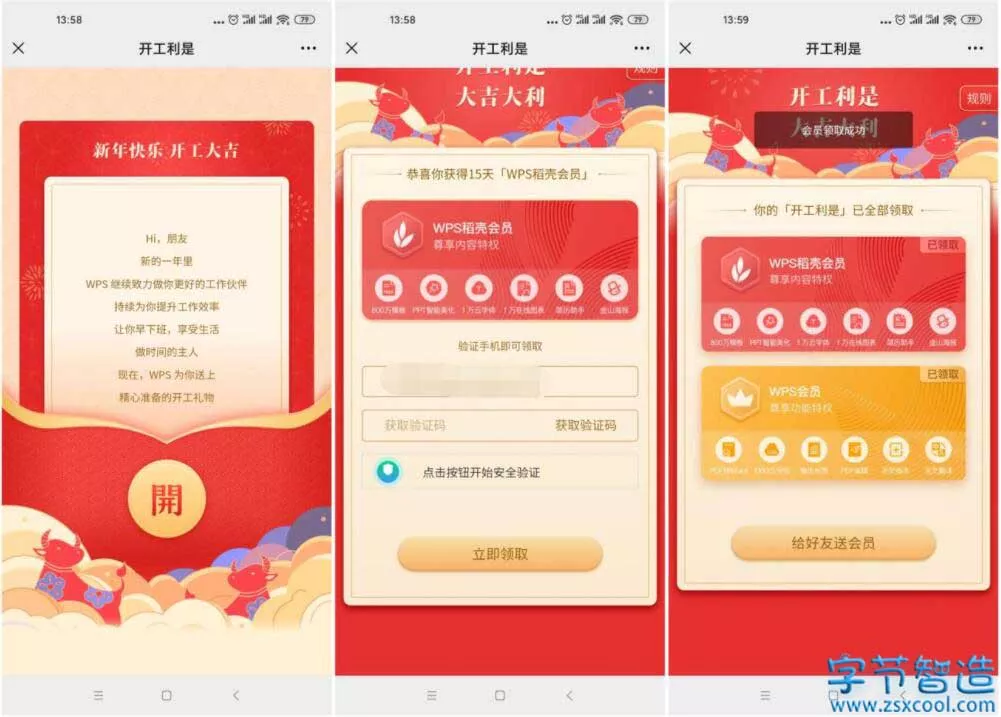 13:58
79
开工利是
新年快乐 开工大吉
Hi，朋友
新的一年里
WPS 继续致力做你更好的工作伙伴
持续为你提升工作效率
让你早下班，享受生活
做时间的主人
现在，WPS 为你送上
精心准备的开工礼物
開
13:58
79
开工利是
开工利是
规则
大吉大利
恭喜你获得15天「WPS稻壳会员」
WPS稻壳会员
尊享内容特权
800万模板 PPT智能美化 1万云字体 1万在线图表 简历助手 金山海报
验证手机即可领取
获取验证码 获取验证码
点击按钮开始安全验证
立即领取
13:59
79
开工利是
开工利是
规则
大吉大利
会员领取成功
你的「开工利是」已全部领取
已领取
WPS稻壳会员
尊享内容特权
800万模板 PPT智能美化 1万云字体 1万在线图表 简历助手 金山海报
已领取
WPS会员
尊享功能特权
给好友送会员
字节智造
www.zsxcool.com